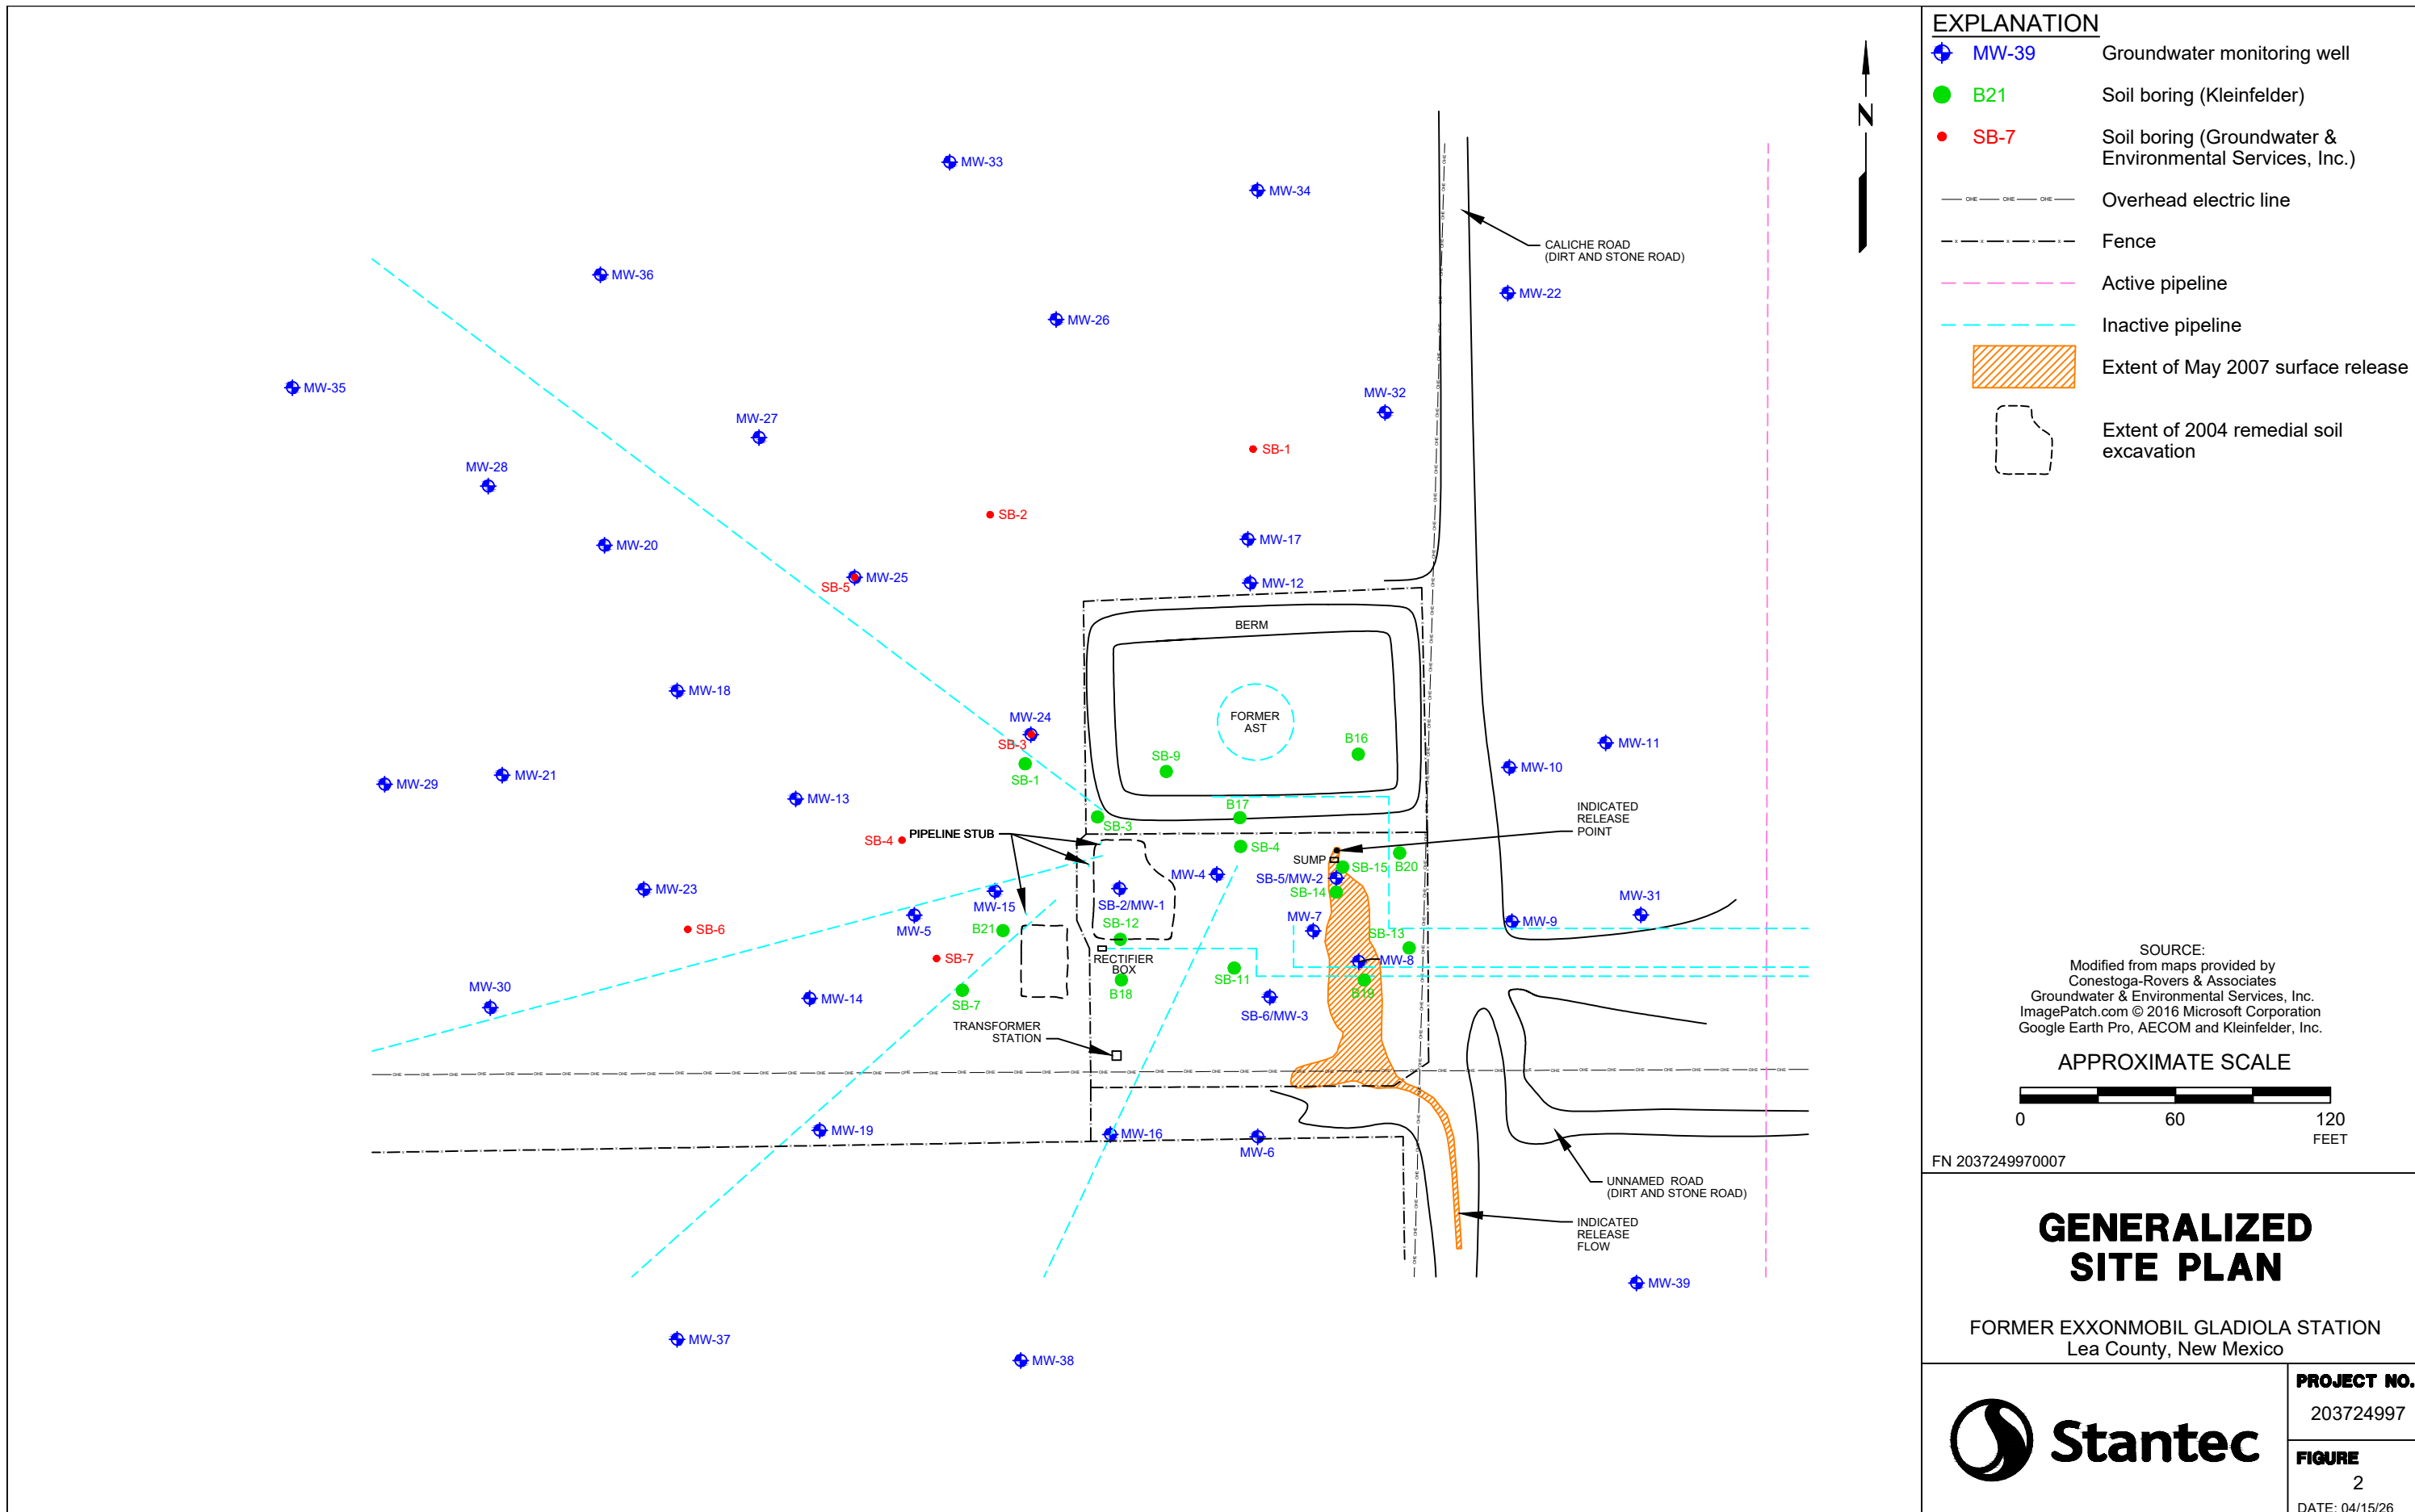 EXPLANATION
MW-39 Groundwater monitoring well
B21 Soil boring (Kleinfelder)
SB-7 Soil boring (Groundwater &
Environmental Services, Inc.)
OHE OHE OHE Overhead electric line
Fence
Active pipeline
Inactive pipeline
Extent of May 2007 surface release
Extent of 2004 remedial soil
excavation
N
MW-33
MW-34
CALICHE ROAD
(DIRT AND STONE ROAD)
MW-36
MW-22
MW-26
MW-35
MW-32
MW-27
SB-1
MW-28
SB-2
MW-17
MW-20
MW-25
SB-5
MW-12
BERM
MW-18
MW-24
SB-3
FORMER
AST
B16
MW-11
SB-9
MW-10
SB-1
MW-29
MW-21
MW-13
B17
SB-3
INDICATED
RELEASE
POINT
SB-4
PIPELINE STUB
SB-4
SUMP
SB-15
B20
MW-4
SB-5/MW-2
MW-23
SB-14
MW-15
SB-2/MW-1
MW-31
MW-5
SB-12
MW-7
MW-9
SB-6
B21
SB-13
RECTIFIER
BOX
SB-7
MW-8
SB-11
MW-30
B18
B19
MW-14
SB-7
SB-6/MW-3
TRANSFORMER
STATION
MW-19
MW-16
MW-6
UNNAMED ROAD
(DIRT AND STONE ROAD)
INDICATED
RELEASE
FLOW
MW-39
MW-37
MW-38
SOURCE:
Modified from maps provided by
Conestoga-Rovers & Associates
Groundwater & Environmental Services, Inc.
ImagePatch.com © 2016 Microsoft Corporation
Google Earth Pro, AECOM and Kleinfelder, Inc.
APPROXIMATE SCALE
0 60 120
FEET
FN 2037249970007
GENERALIZED
SITE PLAN
FORMER EXXONMOBIL GLADIOLA STATION
Lea County, New Mexico
Stantec
PROJECT NO.
203724997
FIGURE
2
DATE: 04/15/26